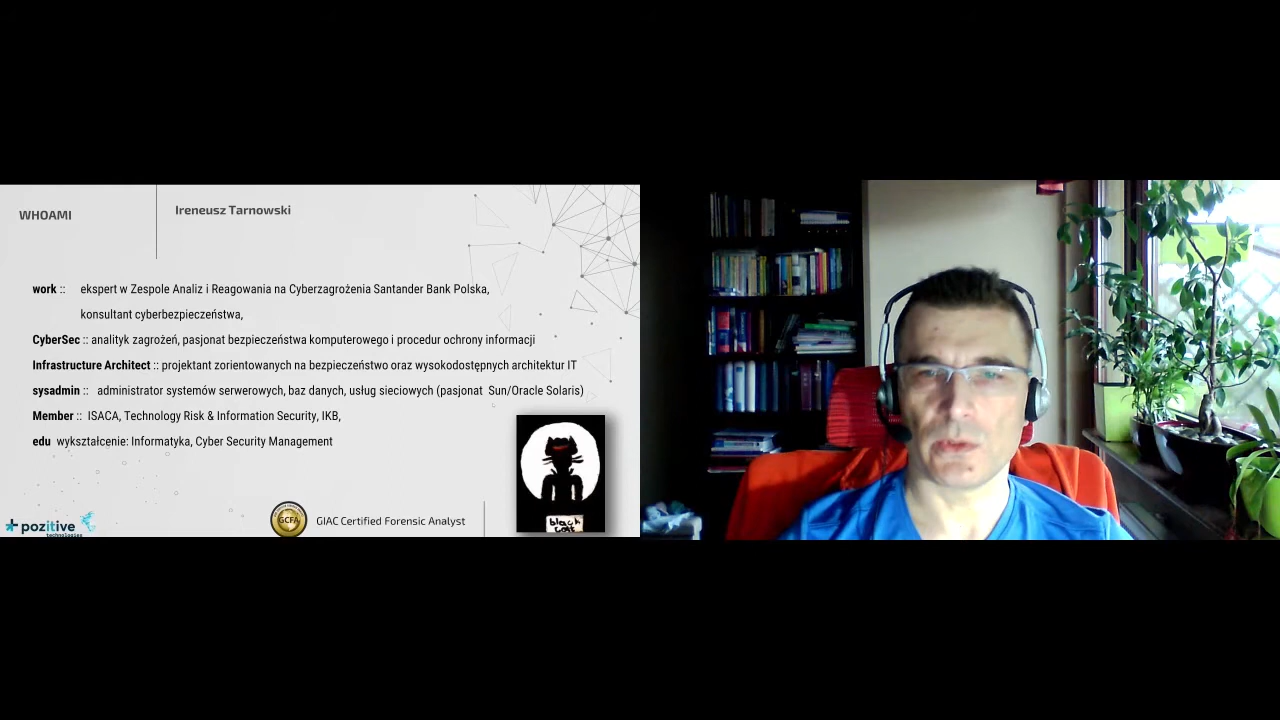 WHOAMI
Ireneusz Tarnowski
work :: ekspert w Zespole Analiz i Reagowania na Cyberzagrożenia Santander Bank Polska,
konsultant cyberbezpieczeństwa,
CyberSec :: analityk zagrożeń, pasjonat bezpieczeństwa komputerowego i procedur ochrony informacji
Infrastructure Architect :: projektant zorientowanych na bezpieczeństwo oraz wysokodostępnych architektur IT
sysadmin :: administrator systemów serwerowych, baz danych, usług sieciowych (pasjonat Sun/Oracle Solaris)
Member :: ISACA, Technology Risk & Information Security, IKB,
edu wykształcenie: Informatyka, Cyber Security Management
pozitive
technologies
GCFA
GIAC Certified Forensic Analyst
black